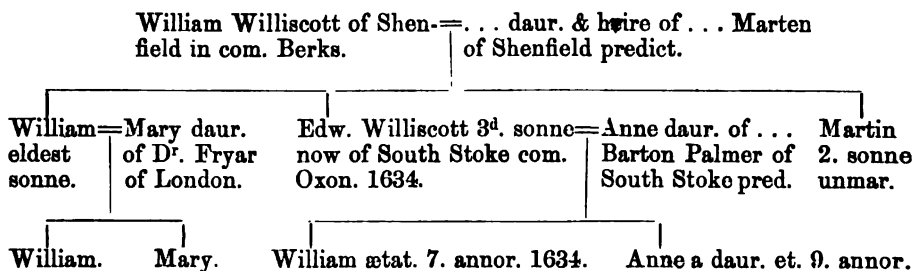 William Williscott of Shen-=. . . daur. & heire of . . . Marten
field in com. Berks. of Shenfield predict.
William=Mary daur. Edw. Williscott 3d. sonne=Anne daur. of . . . Martin
eldest of Dr. Fryar now of South Stoke com. Barton Palmer of 2. sonne
sonne. of London. Oxon. 1634. South Stoke pred. unmar.
William. Mary. William ætat. 7. annor. 1634. Anne a daur. et. 9. annor.